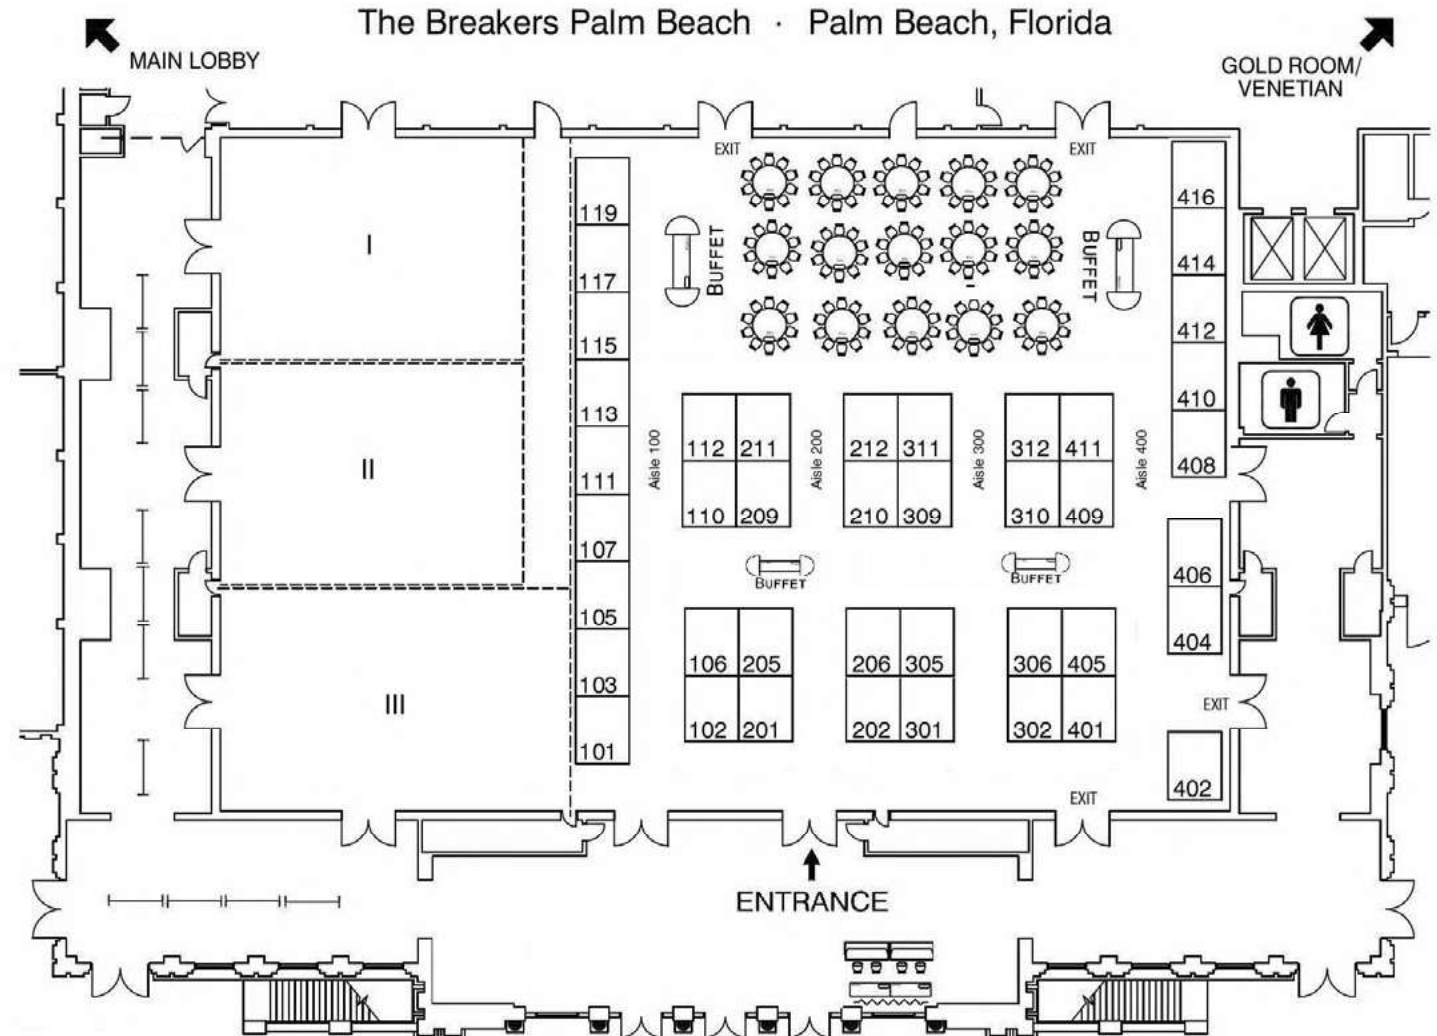 The Breakers Palm Beach · Palm Beach, Florida
MAIN LOBBY
GOLD ROOM/
VENETIAN
EXIT
EXIT
416
119
I
BUFFET
BUFFET
414
117
412
115
410
113
Aisle 100
112 211
Aisle 200
212 311
Aisle 300
312 411
Aisle 400
408
II
111
110 209
210 309
310 409
107
BUFFET
BUFFET
406
105
404
106 205
206 305
306 405
103
III
EXIT
102 201
202 301
302 401
101
402
EXIT
ENTRANCE